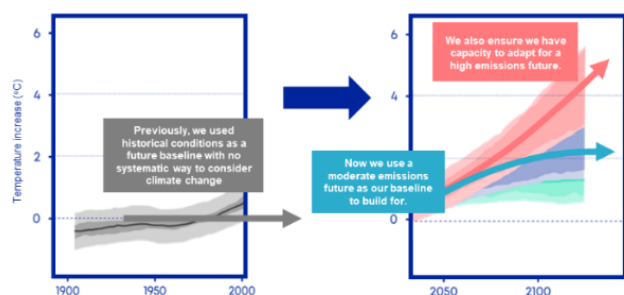 Temperature increase (ºC)
6
4
2
0
1900
1950
2000
Previously, we used
historical conditions as a
future baseline with no
systematic way to consider
climate change
6
4
0
2050
2100
We also ensure we have
capacity to adapt for a
high emissions future.
Now we use a
moderate emissions
future as our baseline
to build for.